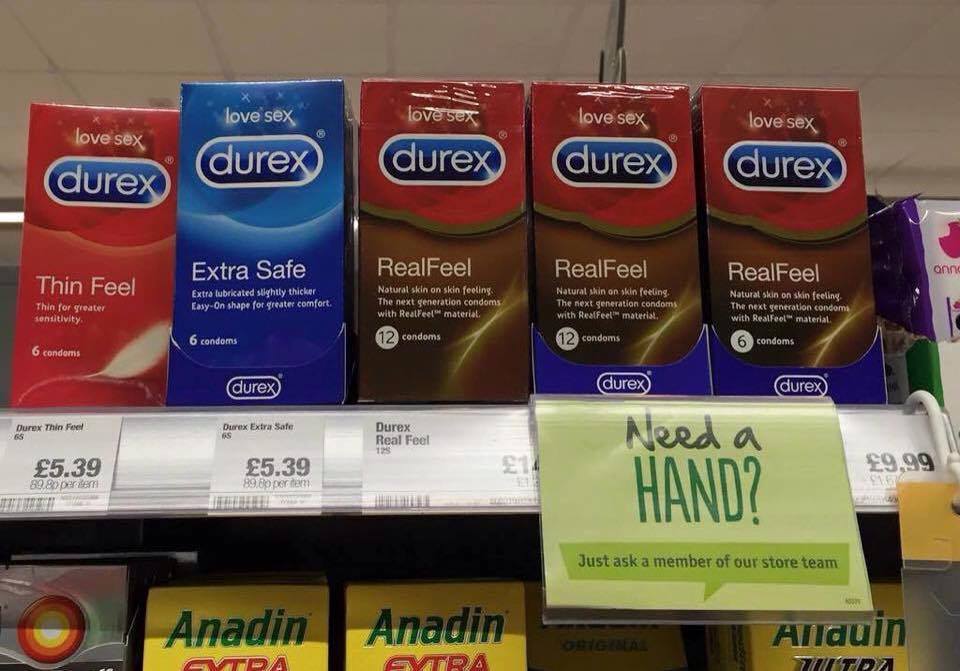 love sex
durex
Thin Feel
Thin for greater
sensitivity.
6 condoms
love sex
durex
Extra Safe
Extra lubricated slightly thicker
Easy-On shape for greater comfort.
6 condoms
durex
love sex
durex
RealFeel
Natural skin on skin feeling.
The next generation condoms
with RealFeel™ material.
12 condoms
love sex
durex
RealFeel
Natural skin on skin feeling.
The next generation condoms
with RealFeel™ material.
12 condoms
durex
love sex
durex
RealFeel
Natural skin on skin feeling.
The next generation condoms
with RealFeel™ material.
6 condoms
durex
Durex Thin Feel
6S
£5.39
89.8p per item
Durex Extra Safe
6S
£5.39
89.8p per item
Durex
Real Feel
12S
£1
£9.99
Need a
HAND?
Just ask a member of our store team
Anadin
EXTRA
Anadin
EXTRA
ORIGINAL
Anadin
ULTRA